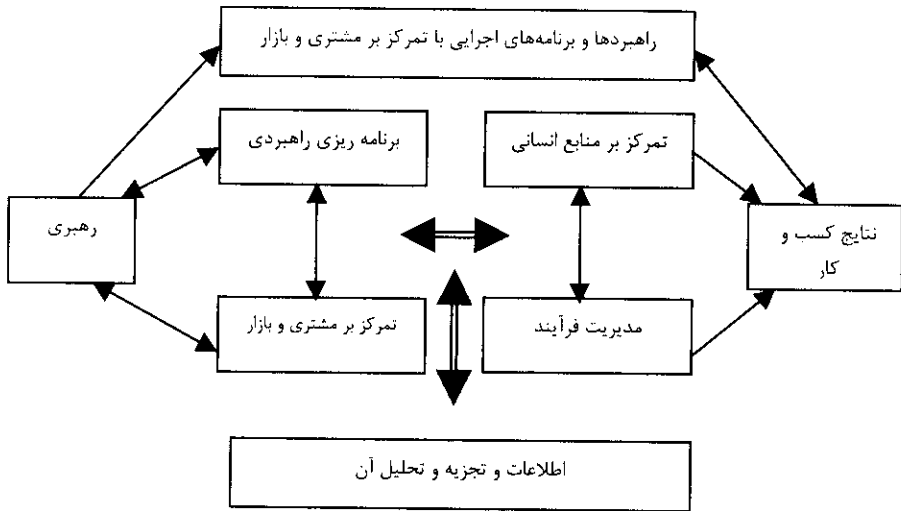 راهبردها و برنامه‌های اجرایی با تمرکز بر مشتری و بازار
تمرکز بر منابع انسانی
برنامه ریزی راهبردی
نتایج کسب و
کار
رهبری
مدیریت فرآیند
تمرکز بر مشتری و بازار
اطلاعات و تجزیه و تحلیل آن